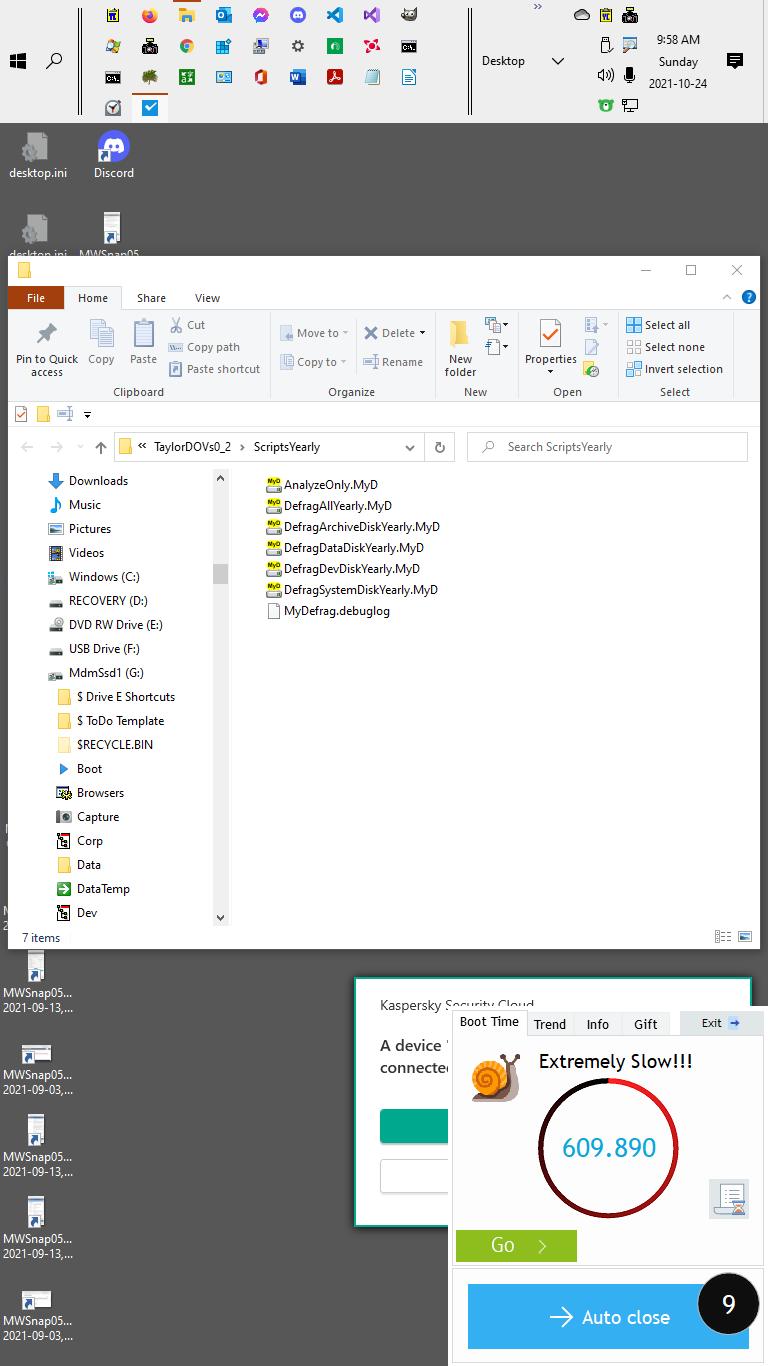 9:58 AM
Desktop
Sunday
2021-10-24
desktop.ini
Discord
desktop.ini
MWSnap05
File
Home
Share
View
Pin to Quick access
Copy
Paste
Cut
Copy path
Paste shortcut
Clipboard
Move to
Copy to
Delete
Rename
Organize
New folder
New
Properties
Open
Select all
Select none
Invert selection
Select
« TaylorDOVs0_2 › ScriptsYearly
Search ScriptsYearly
Downloads
Music
Pictures
Videos
Windows (C:)
RECOVERY (D:)
DVD RW Drive (E:)
USB Drive (F:)
MdmSsd1 (G:)
$ Drive E Shortcuts
$ ToDo Template
$RECYCLE.BIN
Boot
Browsers
Capture
Corp
Data
DataTemp
Dev
AnalyzeOnly.MyD
DefragAllYearly.MyD
DefragArchiveDiskYearly.MyD
DefragDataDiskYearly.MyD
DefragDevDiskYearly.MyD
DefragSystemDiskYearly.MyD
MyDefrag.debuglog
7 items
MWSnap05...
2021-09-13,...
MWSnap05...
2021-09-03,...
MWSnap05...
2021-09-13,...
MWSnap05...
2021-09-13,...
MWSnap05...
2021-09-03,...
Kaspersky Security Cloud
A device
connected
Boot Time
Trend
Info
Gift
Exit
Extremely Slow!!!
609.890
Go
Auto close
9